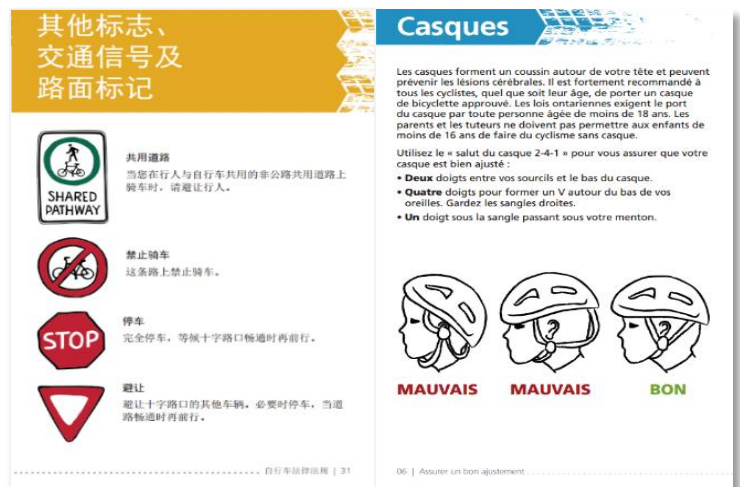 其他标志、
交通信号及
路面标记
SHARED
PATHWAY
共用道路
当您在行人与自行车共用的非公路共用道路上
骑车时，请避让行人。
禁止骑车
这条路上禁止骑车。
STOP
停车
完全停车，等候十字路口畅通时再前行。
避让
避让十字路口的其他车辆。必要时停车，当道
路畅通时再前行。
自行车法律法规 | 31
Casques
Les casques forment un coussin autour de votre tête et peuvent
prévenir les lésions cérébrales. Il est fortement recommandé à
tous les cyclistes, quel que soit leur âge, de porter un casque
de bicyclette approuvé. Les lois ontariennes exigent le port
du casque par toute personne âgée de moins de 18 ans. Les
parents et les tuteurs ne doivent pas permettre aux enfants de
moins de 16 ans de faire du cyclisme sans casque.
Utilisez le « salut du casque 2-4-1 » pour vous assurer que votre
casque est bien ajusté :
• Deux doigts entre vos sourcils et le bas du casque.
• Quatre doigts pour former un V autour du bas de vos
oreilles. Gardez les sangles droites.
• Un doigt sous la sangle passant sous votre menton.
MAUVAIS
MAUVAIS
BON
06 | Assurer un bon ajustement